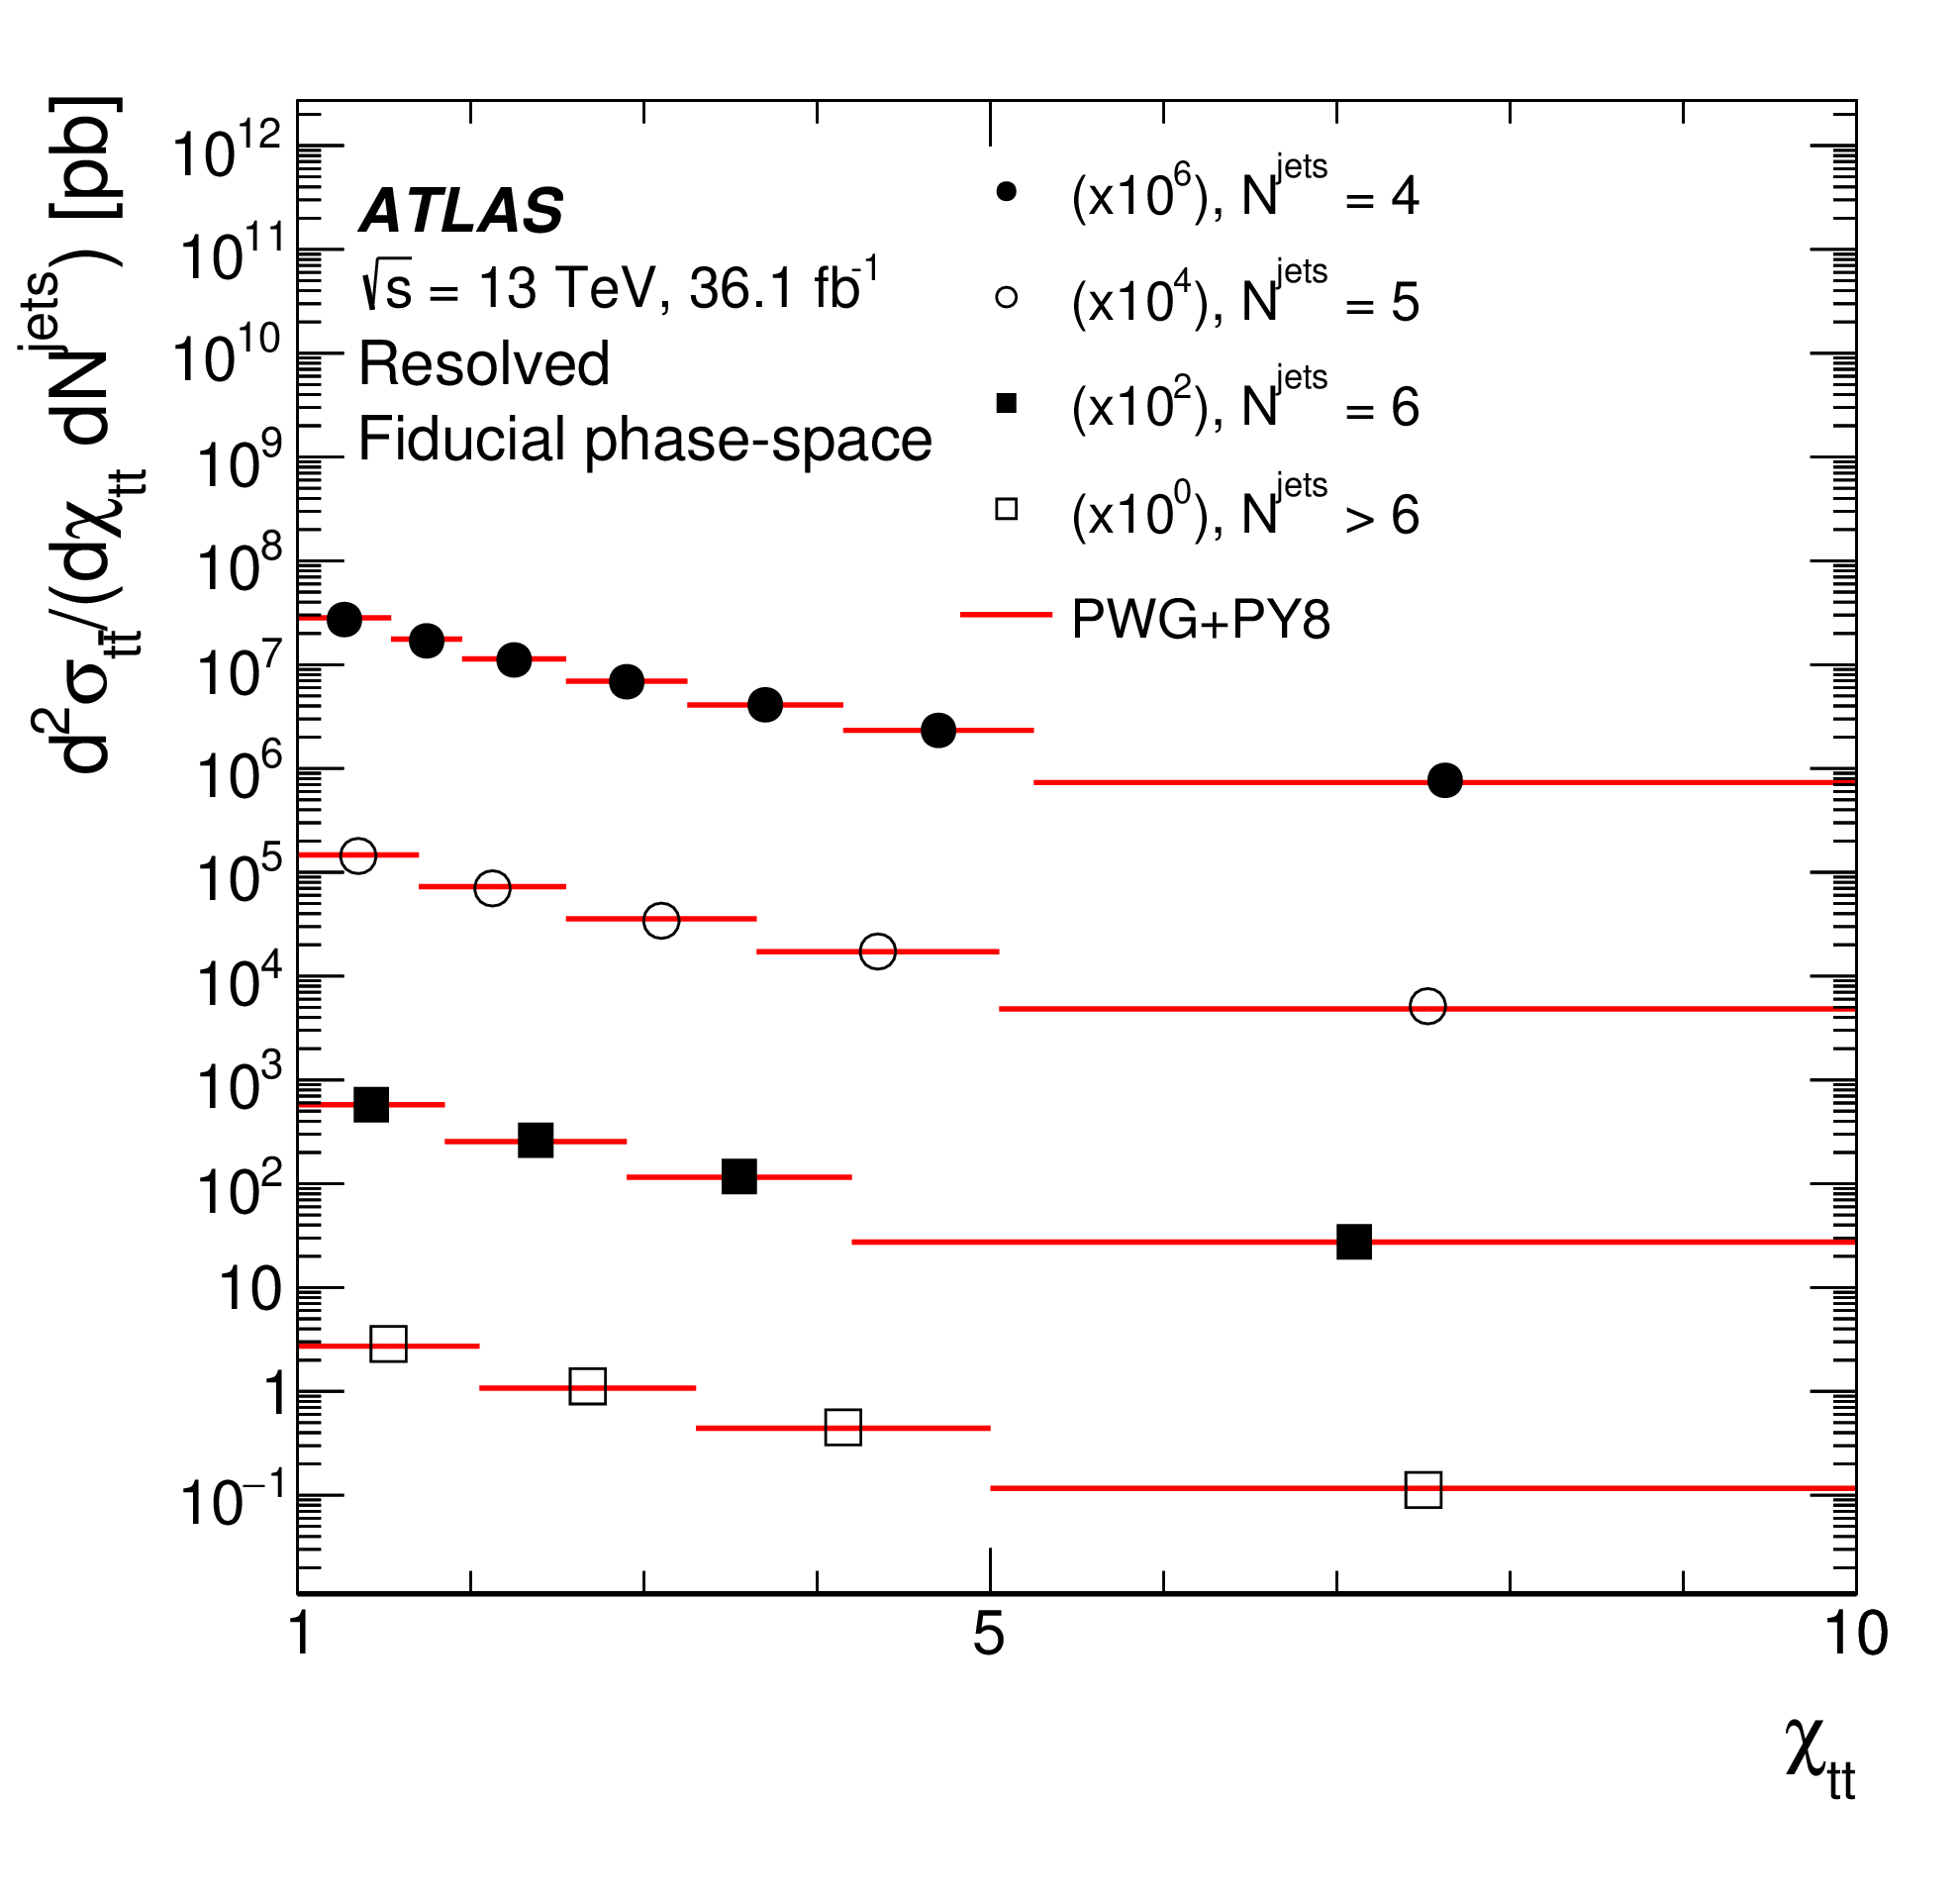 d²σ_tt̄/(dχ_tt dN^jets) [pb]
10¹²
10¹¹
10¹⁰
10⁹
10⁸
10⁷
10⁶
10⁵
10⁴
10³
10²
10
1
10⁻¹
ATLAS
√s = 13 TeV, 36.1 fb⁻¹
Resolved
Fiducial phase-space
(x10⁶), N^jets = 4
(x10⁴), N^jets = 5
(x10²), N^jets = 6
(x10⁰), N^jets > 6
PWG+PY8
1 5 10
χ_tt